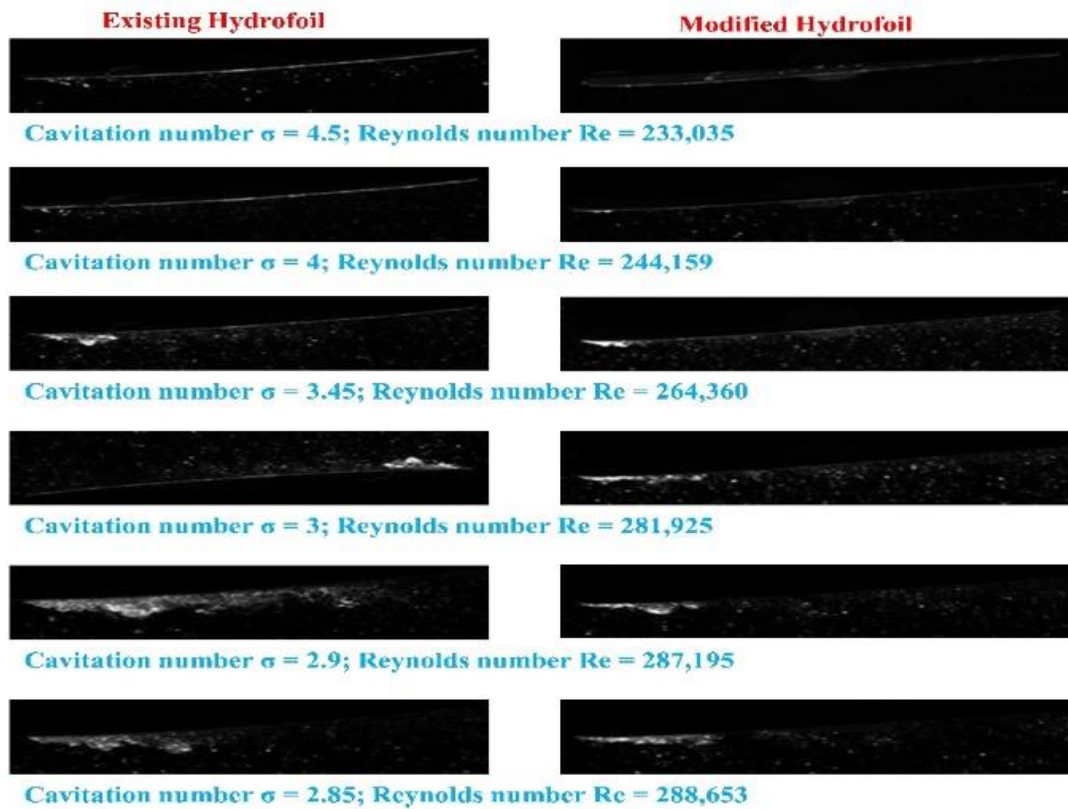 Existing Hydrofoil
Modified Hydrofoil
Cavitation number σ = 4.5; Reynolds number Re = 233,035
Cavitation number σ = 4; Reynolds number Re = 244,159
Cavitation number σ = 3.45; Reynolds number Re = 264,360
Cavitation number σ = 3; Reynolds number Re = 281,925
Cavitation number σ = 2.9; Reynolds number Re = 287,195
Cavitation number σ = 2.85; Reynolds number Re = 288,653